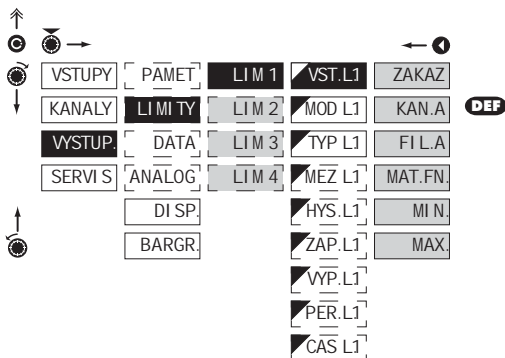 VSTUPY PAMET LIM 1 VST.L1 ZAKAZ
KANALY LIMITY LIM 2 MOD L1 KAN.A DEF
VYSTUP. DATA LIM 3 TYP L1 FIL.A
SERVIS ANALOG LIM 4 MEZ L1 MAT.FN.
DISP. HYS.L1 MIN.
BARGR. ZAP.L1 MAX.
VYP.L1
PER.L1
CAS L1